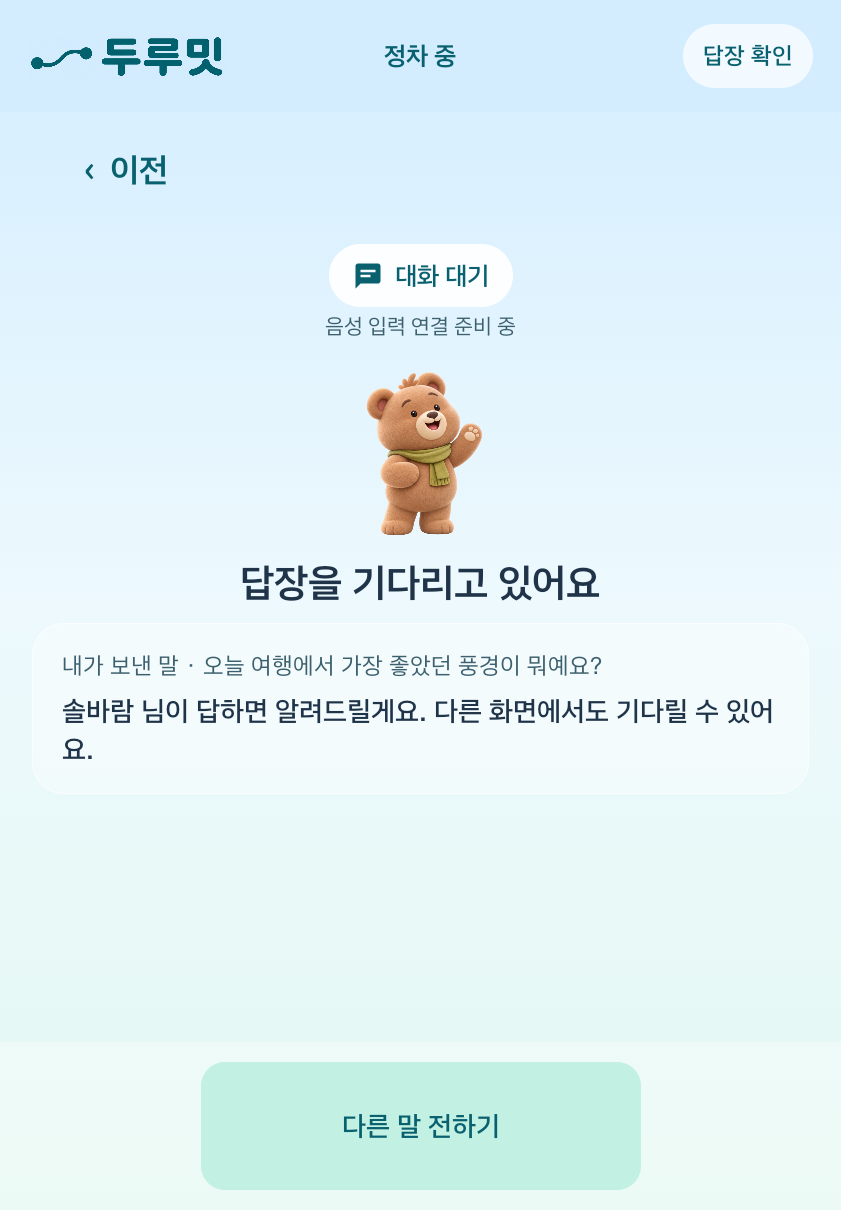 두루밋
정차 중
답장 확인
‹ 이전
대화 대기
음성 입력 연결 준비 중
답장을 기다리고 있어요
내가 보낸 말 · 오늘 여행에서 가장 좋았던 풍경이 뭐예요?
솔바람 님이 답하면 알려드릴게요. 다른 화면에서도 기다릴 수 있어
요.
다른 말 전하기